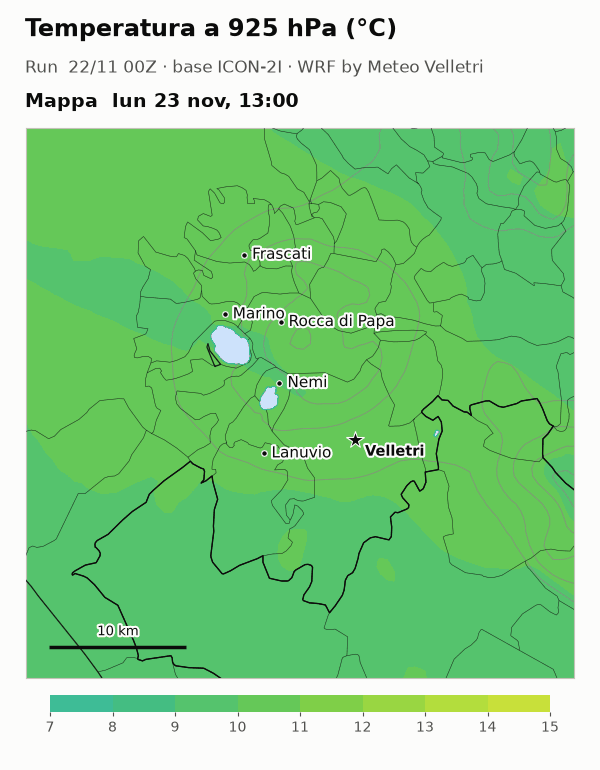 Temperatura a 925 hPa (°C)
Run  22/11 00Z · base ICON-2I · WRF by Meteo Velletri
Mappa  lun 23 nov, 13:00
Frascati
Marino
Rocca di Papa
Nemi
Velletri
Lanuvio
10 km
7 8 9 10 11 12 13 14 15